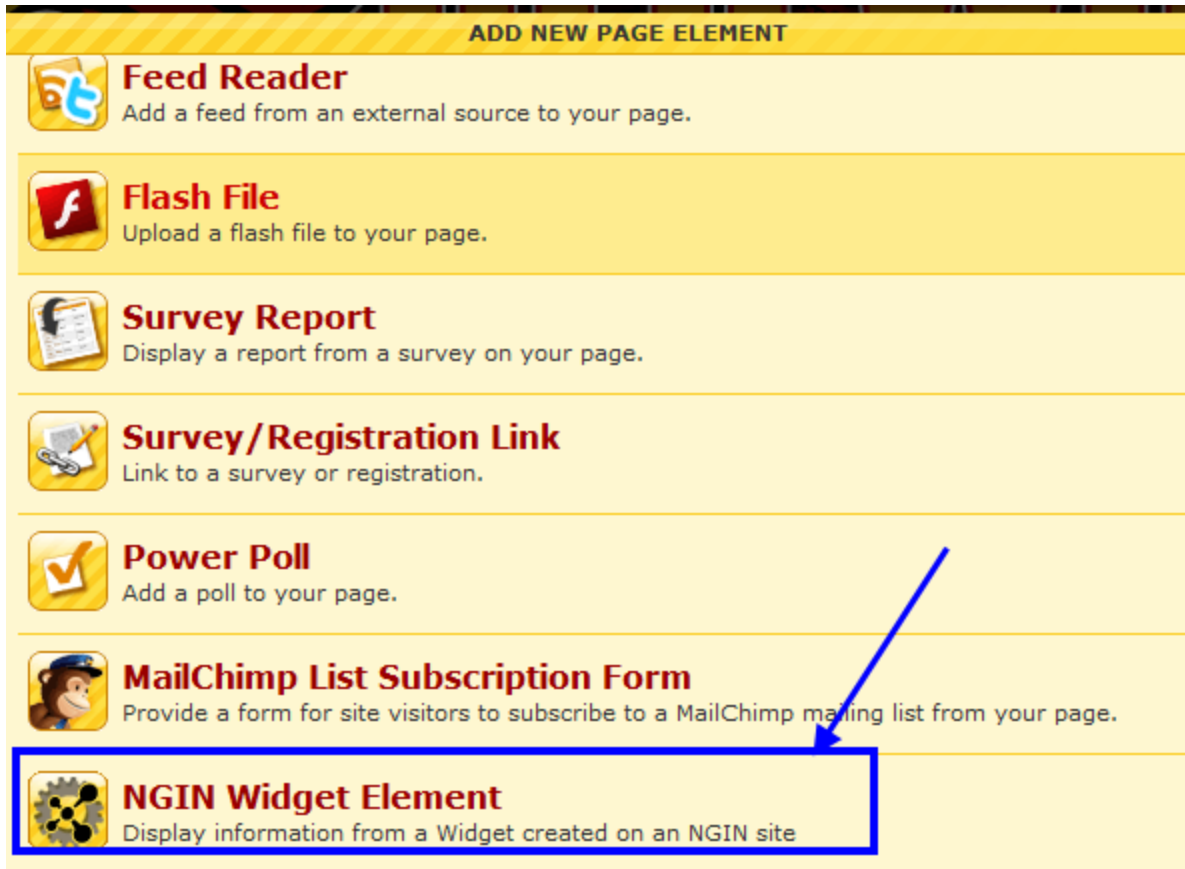 ADD NEW PAGE ELEMENT
Feed Reader
Add a feed from an external source to your page.
Flash File
Upload a flash file to your page.
Survey Report
Display a report from a survey on your page.
Survey/Registration Link
Link to a survey or registration.
Power Poll
Add a poll to your page.
MailChimp List Subscription Form
Provide a form for site visitors to subscribe to a MailChimp mailing list from your page.
NGIN Widget Element
Display information from a Widget created on an NGIN site